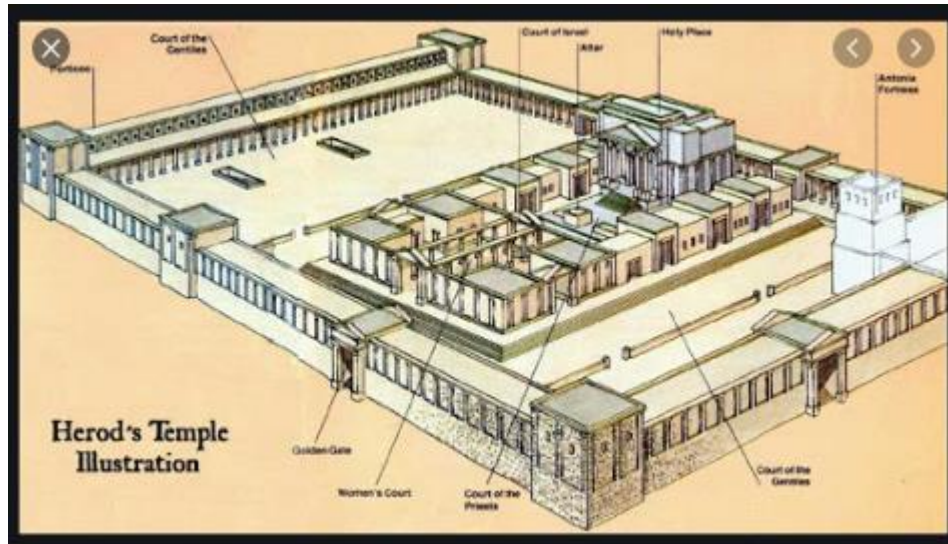 Court of the
Gentiles
Portico
Court of Israel
Altar
Holy Place
Antonia
Fortress
Herod's Temple
Illustration
Golden Gate
Women's Court
Court of the
Priests
Court of the
Gentiles